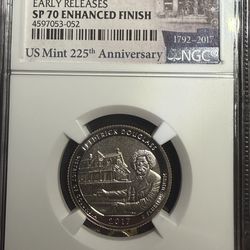 EARLY RELEASES
SP 70 ENHANCED FINISH
4597053-052
1792-2017
US Mint 225th Anniversary
NGC
FREDERICK DOUGLASS
2017